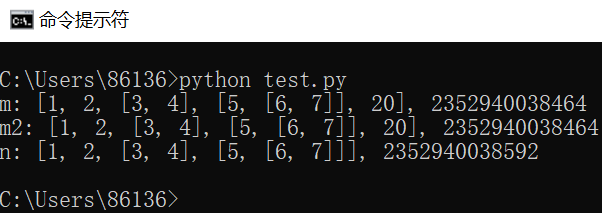 命令提示符
C:\Users\86136>python test.py
m: [1, 2, [3, 4], [5, [6, 7]], 20], 2352940038464
m2: [1, 2, [3, 4], [5, [6, 7]], 20], 2352940038464
n: [1, 2, [3, 4], [5, [6, 7]]], 2352940038592
C:\Users\86136>